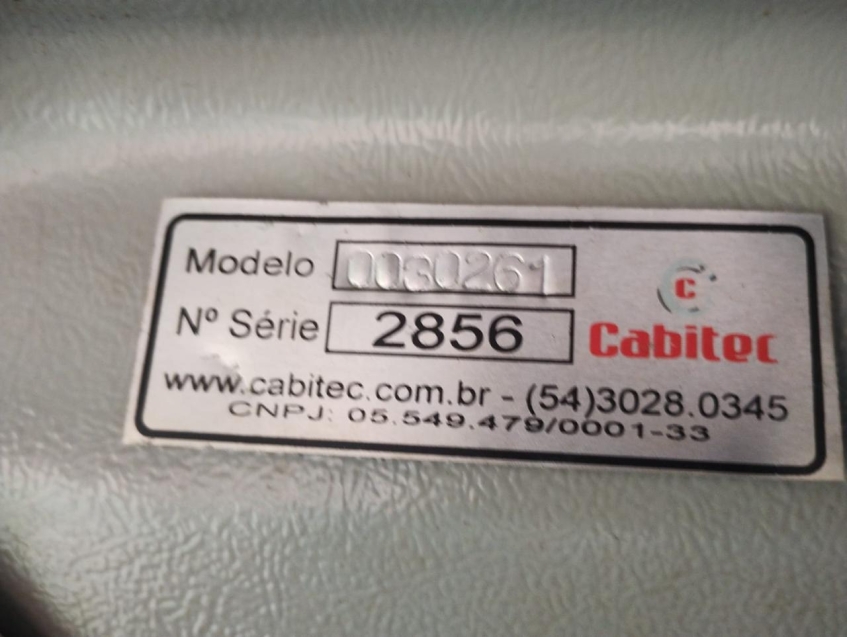 Modelo 0030261
Nº Série 2856
C
Cabitec
www.cabitec.com.br - (54)3028.0345
CNPJ: 05.549.479/0001-33